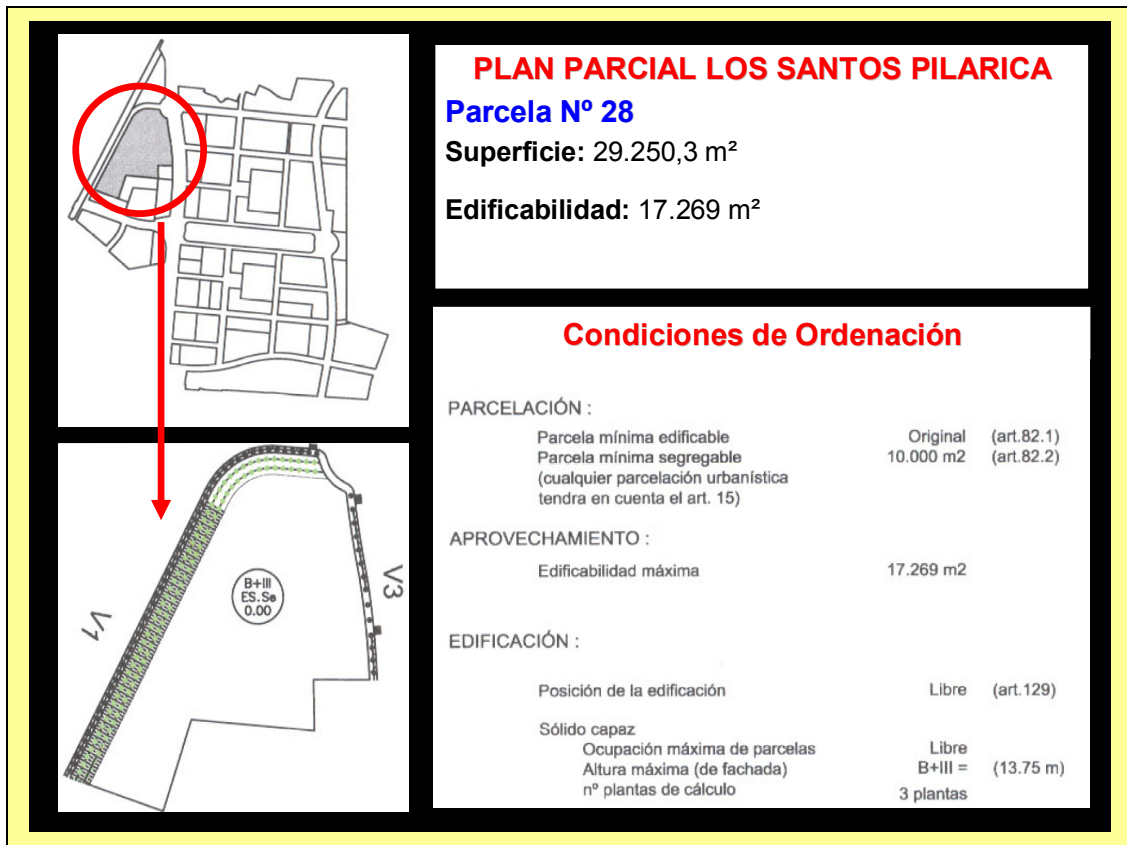 PLAN PARCIAL LOS SANTOS PILARICA
Parcela Nº 28
Superficie: 29.250,3 m²
Edificabilidad: 17.269 m²
Condiciones de Ordenación
PARCELACIÓN :
Parcela mínima edificable Original (art.82.1)
Parcela mínima segregable 10.000 m2 (art.82.2)
(cualquier parcelación urbanística
tendra en cuenta el art. 15)
APROVECHAMIENTO :
Edificabilidad máxima 17.269 m2
EDIFICACIÓN :
Posición de la edificación Libre (art.129)
Sólido capaz
Ocupación máxima de parcelas Libre
Altura máxima (de fachada) B+III = (13.75 m)
nº plantas de cálculo 3 plantas
V1
B+III
ES.Se
0.00
V3